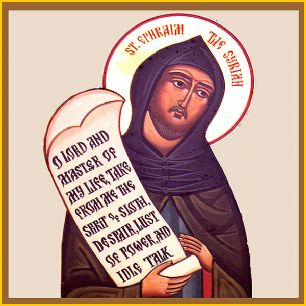 ST. EPHRAIM THE SYRIAN
O LORD AND
MASTER OF
MY LIFE, TAKE
FROM ME THE
SPIRIT OF SLOTH,
DESPAIR, LUST
OF POWER, AND
IDLE TALK.